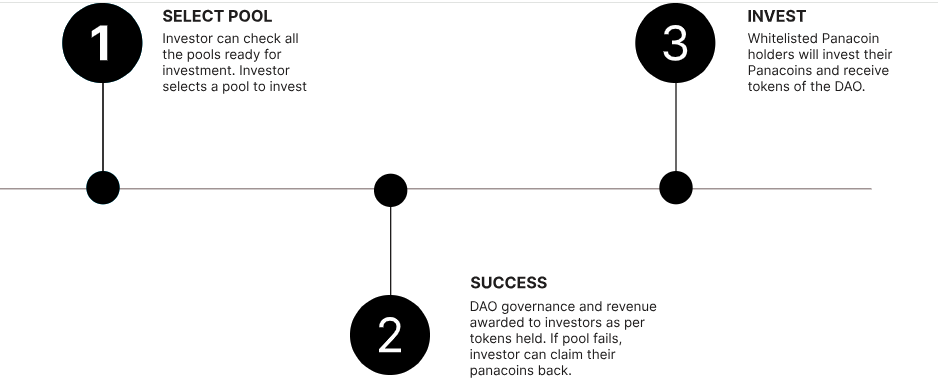 1
SELECT POOL
Investor can check all
the pools ready for
investment. Investor
selects a pool to invest
2
SUCCESS
DAO governance and revenue
awarded to investors as per
tokens held. If pool fails,
investor can claim their
panacoins back.
3
INVEST
Whitelisted Panacoin
holders will invest their
Panacoins and receive
tokens of the DAO.